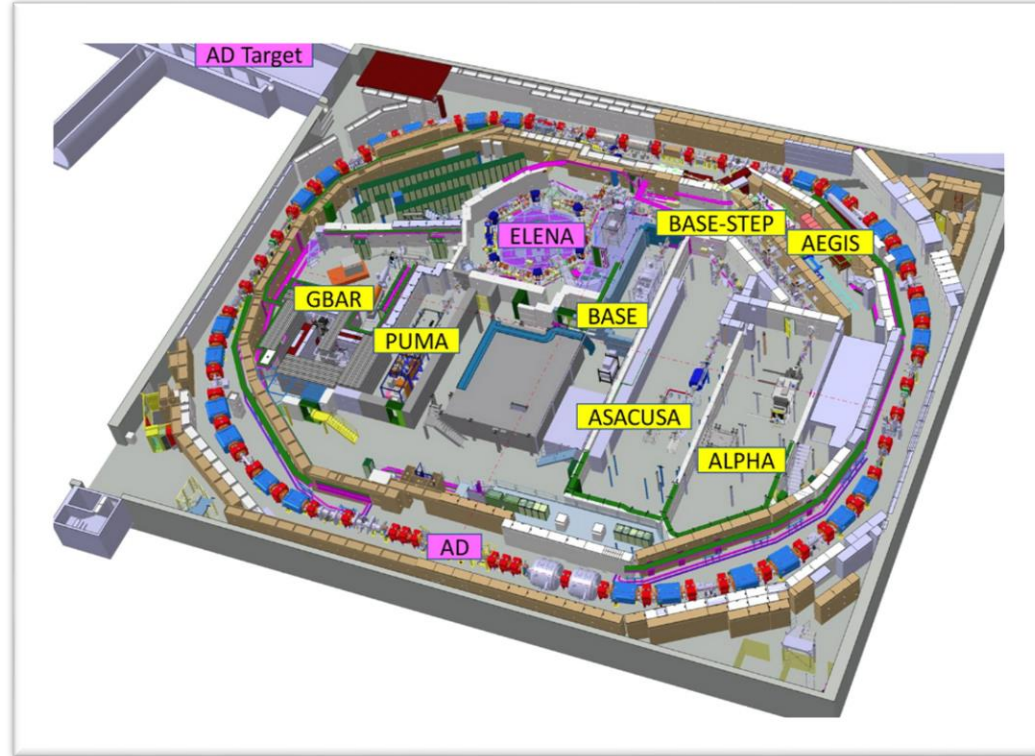 AD Target
ELENA
BASE-STEP
AEGIS
GBAR
BASE
PUMA
ASACUSA
ALPHA
AD